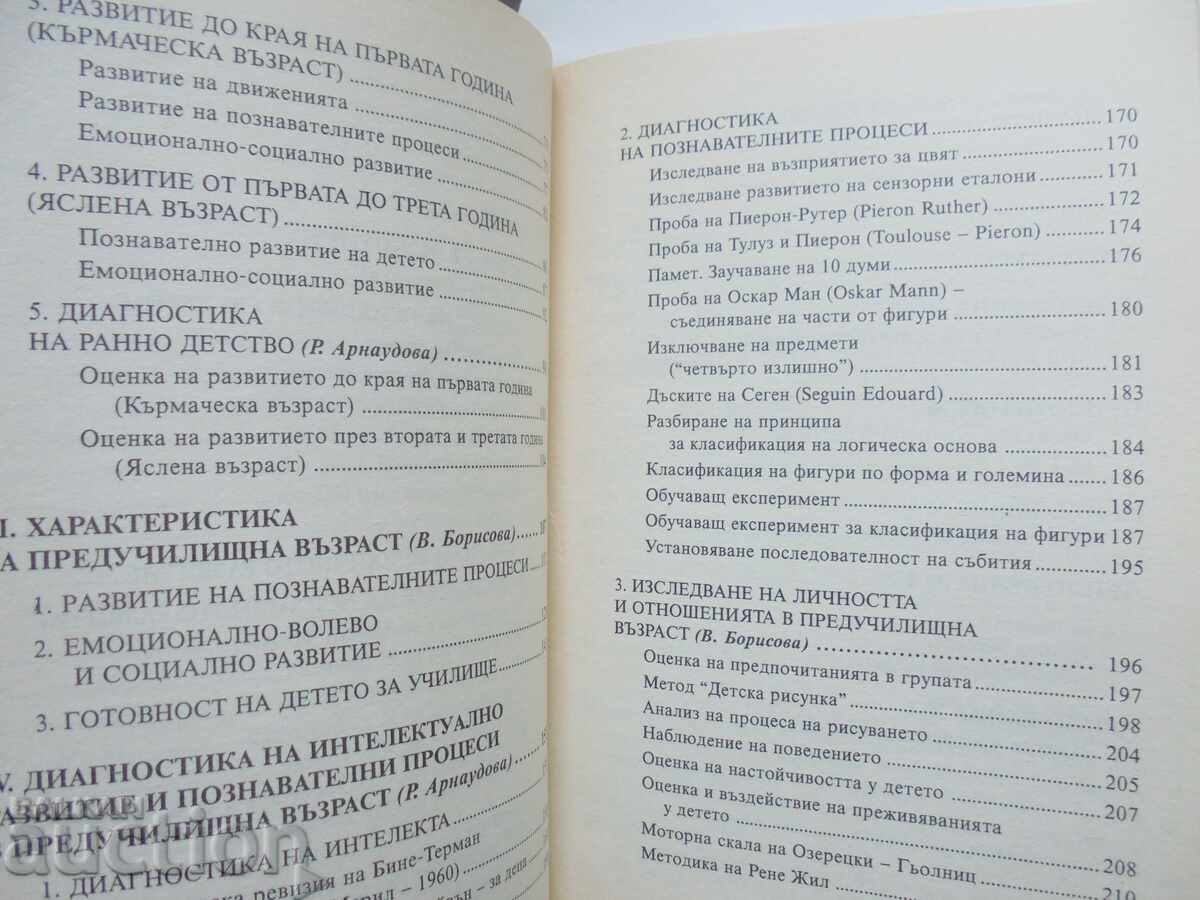 3. РАЗВИТИЕ ДО КРАЯ НА ПЪРВАТА ГОДИНА
(КЪРМАЧЕСКА ВЪЗРАСТ)
Развитие на движенията
Развитие на познавателните процеси
Емоционално-социално развитие
4. РАЗВИТИЕ ОТ ПЪРВАТА ДО ТРЕТА ГОДИНА
(ЯСЛЕНА ВЪЗРАСТ)
Познавателно развитие на детето
Емоционално-социално развитие
5. ДИАГНОСТИКА
НА РАННО ДЕТСТВО (Р. Арнаудова)
Оценка на развитието до края на първата година
(Кърмаческа възраст)
Оценка на развитието през втората и третата година
(Яслена възраст)
I. ХАРАКТЕРИСТИКА
А ПРЕДУЧИЛИЩНА ВЪЗРАСТ (В. Борисова)
1. РАЗВИТИЕ НА ПОЗНАВАТЕЛНИТЕ ПРОЦЕСИ
2. ЕМОЦИОНАЛНО-ВОЛЕВО
И СОЦИАЛНО РАЗВИТИЕ
3. ГОТОВНОСТ НА ДЕТЕТО ЗА УЧИЛИЩЕ
V. ДИАГНОСТИКА НА ИНТЕЛЕКТУАЛНО
РАЗВИТИЕ И ПОЗНАВАТЕЛНИ ПРОЦЕСИ
В ПРЕДУЧИЛИЩНА ВЪЗРАСТ (Р. Арнаудова)
1. ДИАГНОСТИКА НА ИНТЕЛЕКТА
ревизия на Бине-Терман
– 1960)
– за деца
2. ДИАГНОСТИКА
НА ПОЗНАВАТЕЛНИТЕ ПРОЦЕСИ 170
Изследване на възприятието за цвят 170
Изследване развитието на сензорни еталони 171
Проба на Пиерон-Рутер (Pieron Ruther) 172
Проба на Тулуз и Пиерон (Toulouse – Pieron) 174
Памет. Заучаване на 10 думи 176
Проба на Оскар Ман (Oskar Mann) –
съединяване на части от фигури 180
Изключване на предмети
(“четвърто излишно”) 181
Дъските на Сеген (Seguin Edouard) 183
Разбиране на принципа
за класификация на логическа основа 184
Класификация на фигури по форма и големина 186
Обучаващ експеримент 187
Обучаващ експеримент за класификация на фигури 187
Установяване последователност на събития 195
3. ИЗСЛЕДВАНЕ НА ЛИЧНОСТТА
И ОТНОШЕНИЯТА В ПРЕДУЧИЛИЩНА
ВЪЗРАСТ (В. Борисова) 196
Оценка на предпочитанията в групата 197
Метод “Детска рисунка” 198
Анализ на процеса на рисуването 204
Наблюдение на поведението 205
Оценка на настойчивостта у детето 207
Оценка и въздействие на преживяванията
у детето 208
Моторна скала на Озерецки – Гьолниц 210
Методика на Рене Жил
auction